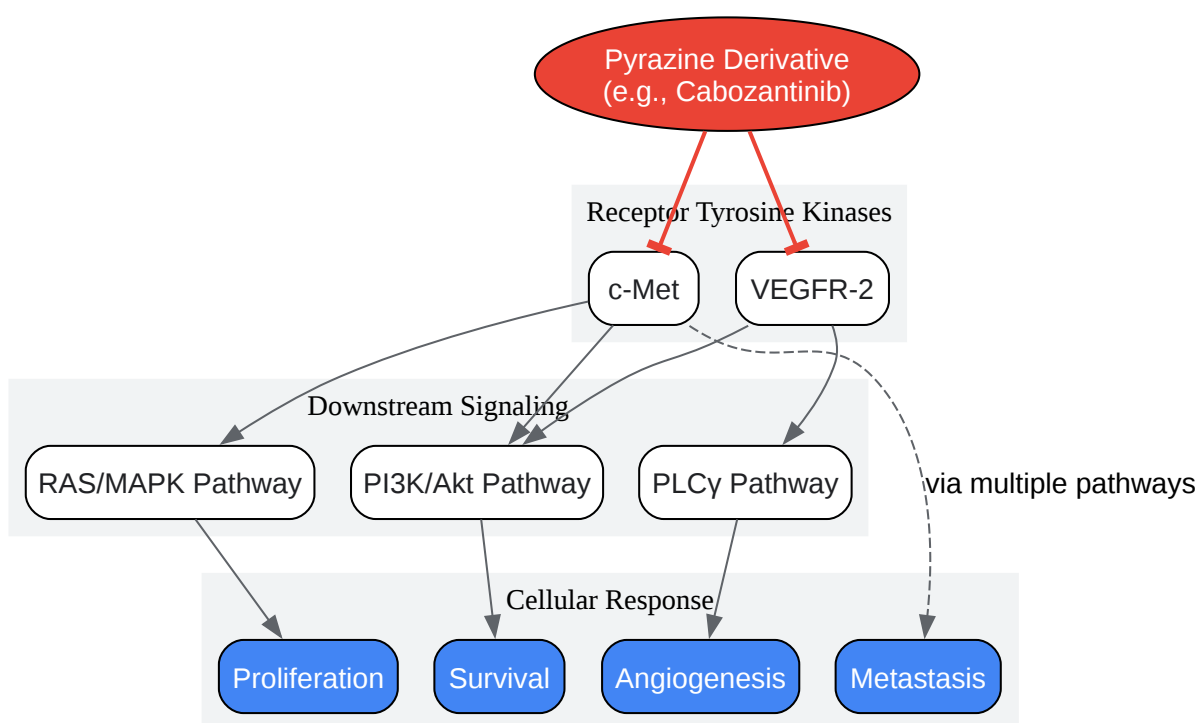 Pyrazine Derivative
(e.g., Cabozantinib)
Receptor Tyrosine Kinases
c-Met
VEGFR-2
Downstream Signaling
RAS/MAPK Pathway
PI3K/Akt Pathway
PLCγ Pathway
via multiple pathways
Cellular Response
Proliferation
Survival
Angiogenesis
Metastasis